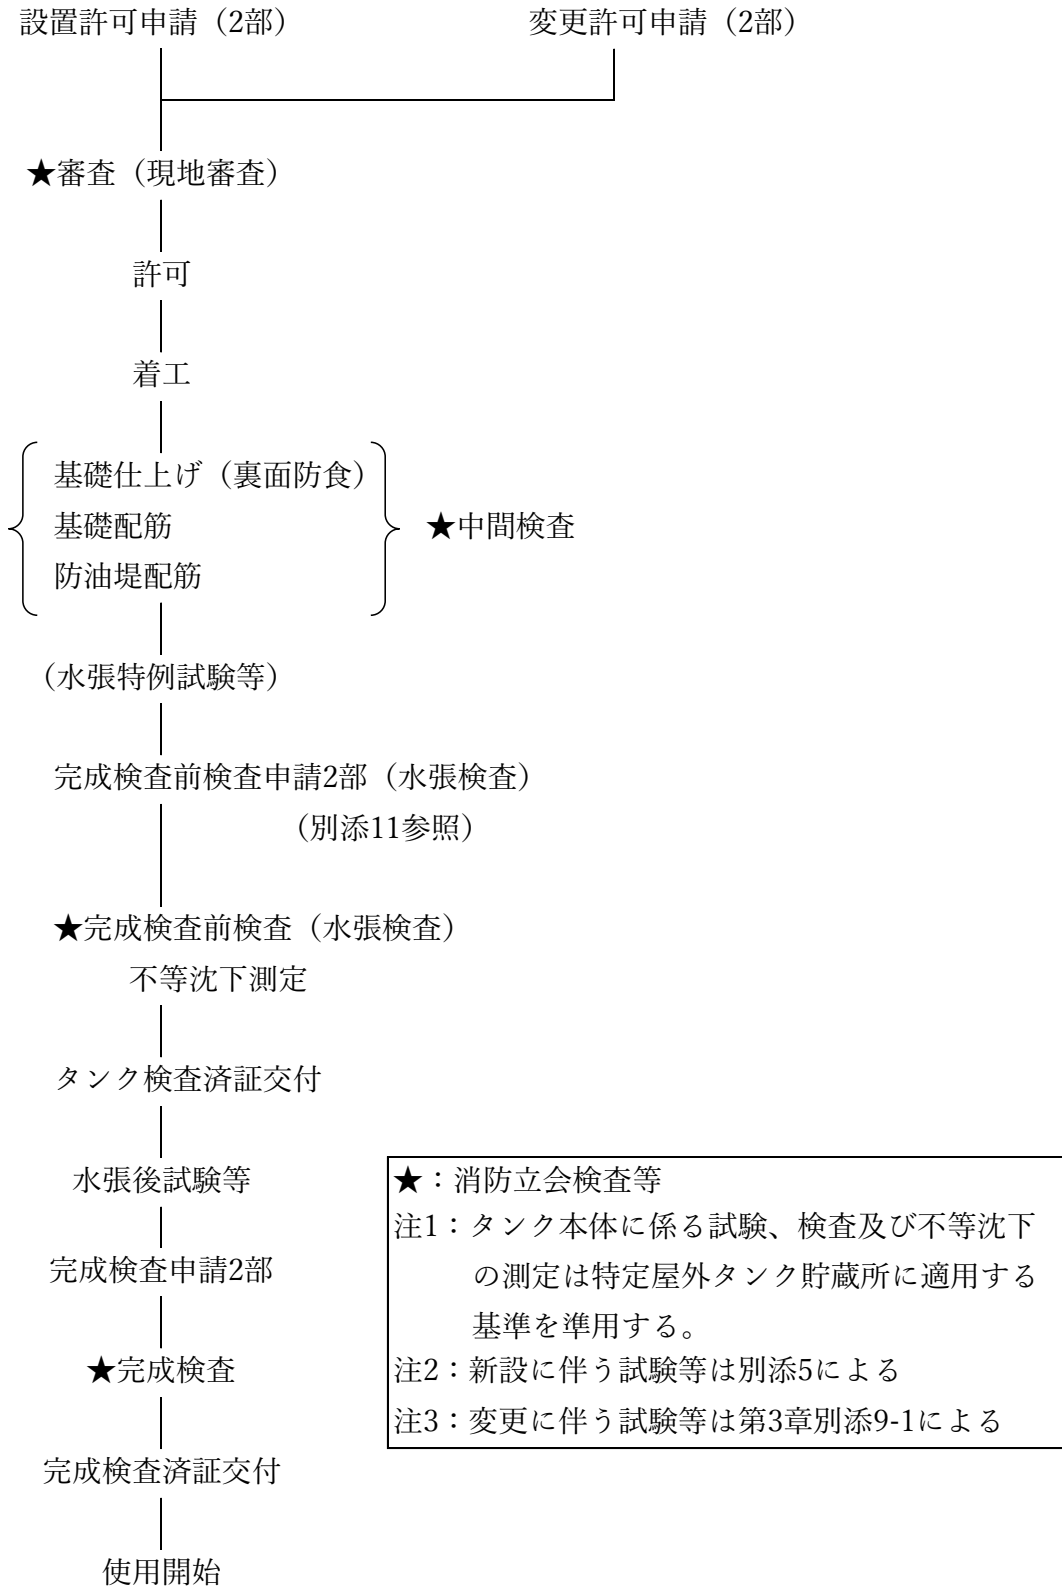 設置許可申請（2部）
変更許可申請（2部）
★審査（現地審査）
許可
着工
基礎仕上げ（裏面防食）
基礎配筋
★中間検査
防油堤配筋
（水張特例試験等）
完成検査前検査申請2部（水張検査）
（別添11参照）
★完成検査前検査（水張検査）
不等沈下測定
タンク検査済証交付
水張後試験等
完成検査申請2部
★完成検査
完成検査済証交付
使用開始
★：消防立会検査等
注1：タンク本体に係る試験、検査及び不等沈下
の測定は特定屋外タンク貯蔵所に適用する
基準を準用する。
注2：新設に伴う試験等は別添5による
注3：変更に伴う試験等は第3章別添9-1による